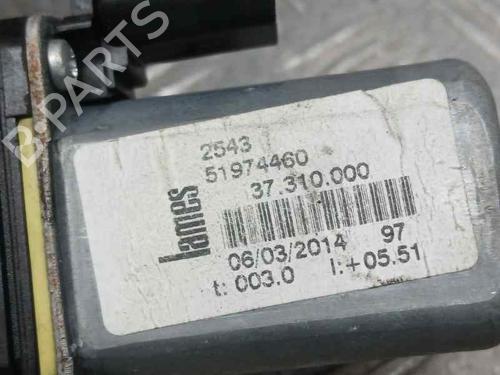 B-PARTS
2543
51974460
37.310.000
Lames
06/03/2014 97
t: 003.0 I:+05.51